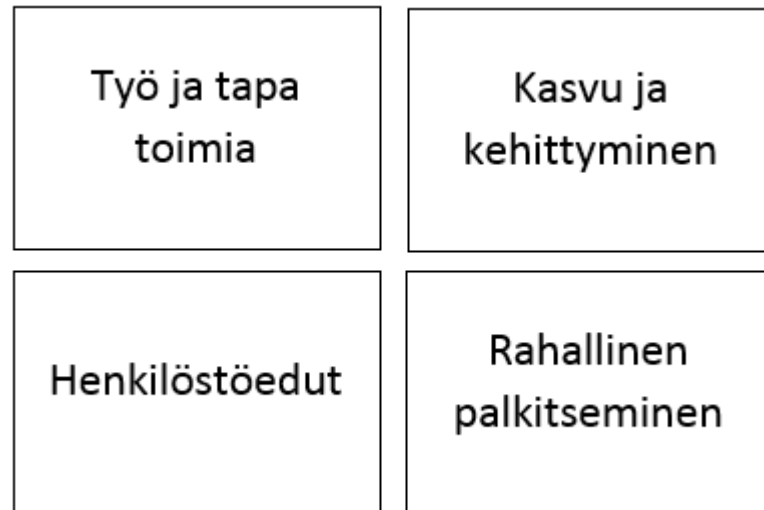 Työ ja tapa
toimia
Kasvu ja
kehittyminen
Henkilöstöedut
Rahallinen
palkitseminen